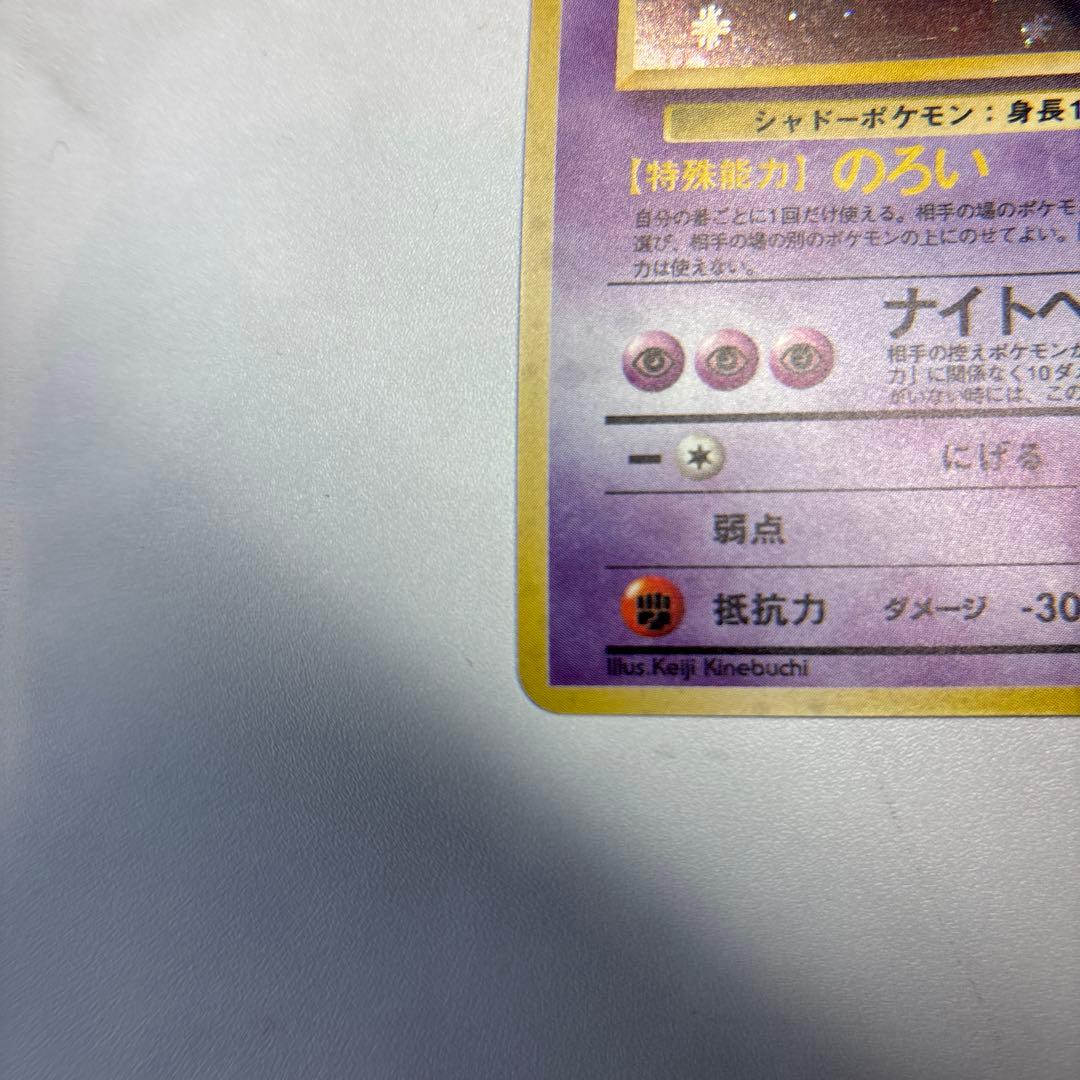 シャドーポケモン：身長1
【特殊能力】のろい
自分の番ごとに1回だけ使える。相手の場のポケモ
選び、相手の場の別のポケモンの上にのせてよい。
力は使えない。
ナイトヘ
相手の控えポケモンが
力」に関係なく10ダメ
がいない時には、この
にげる
弱点
抵抗力 ダメージ -30
Illus.Keiji Kinebuchi